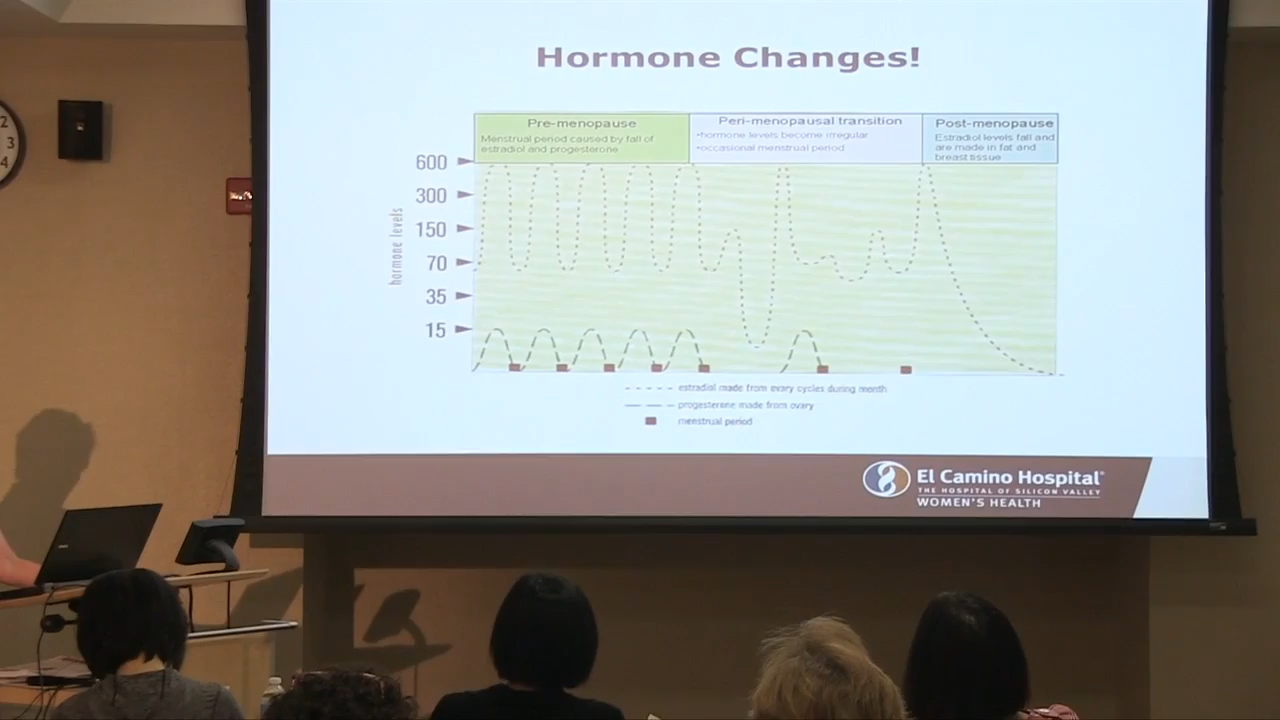 Hormone Changes!
Pre-menopause
Menstrual period caused by fall of
estradiol and progesterone
Peri-menopausal transition
•hormone levels become irregular
•occasional menstrual period
Post-menopause
Estradiol levels fall and
are made in fat and
breast tissue
hormone levels
600
300
150
70
35
15
estradiol made from ovary cycles during month
progesterone made from ovary
menstrual period
El Camino Hospital®
THE HOSPITAL OF SILICON VALLEY
WOMEN'S HEALTH
2
3
4